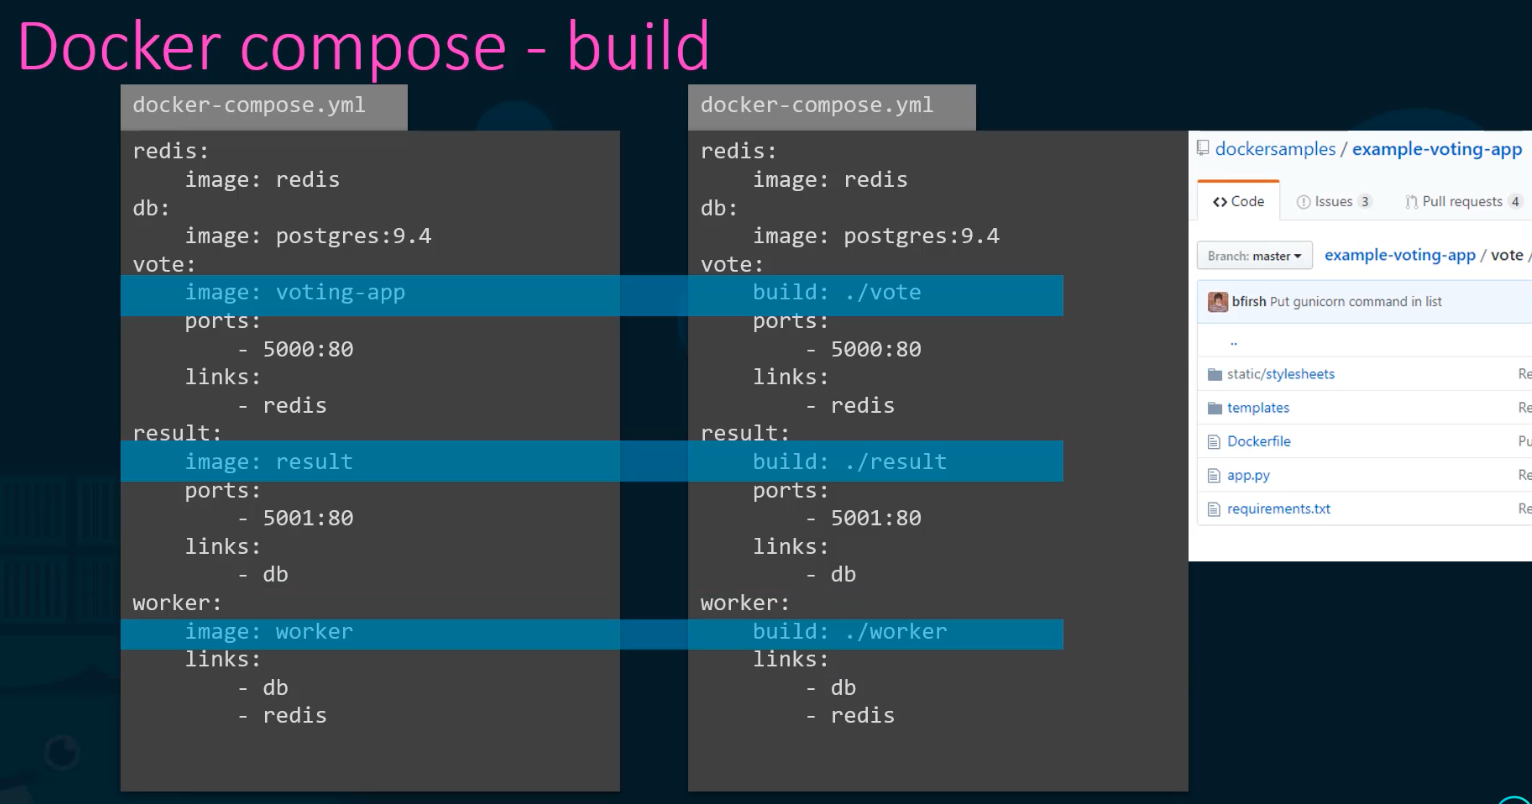 Docker compose - build
docker-compose.yml
redis:
    image: redis
db:
    image: postgres:9.4
vote:
    image: voting-app
    ports:
        - 5000:80
    links:
        - redis
result:
    image: result
    ports:
        - 5001:80
    links:
        - db
worker:
    image: worker
    links:
        - db
        - redis
docker-compose.yml
redis:
    image: redis
db:
    image: postgres:9.4
vote:
    build: ./vote
    ports:
        - 5000:80
    links:
        - redis
result:
    build: ./result
    ports:
        - 5001:80
    links:
        - db
worker:
    build: ./worker
    links:
        - db
        - redis
dockersamples / example-voting-app
<> Code Issues 3 Pull requests 4
Branch: master example-voting-app / vote /
bfirsh Put gunicorn command in list
..
static/stylesheets
templates
Dockerfile
app.py
requirements.txt